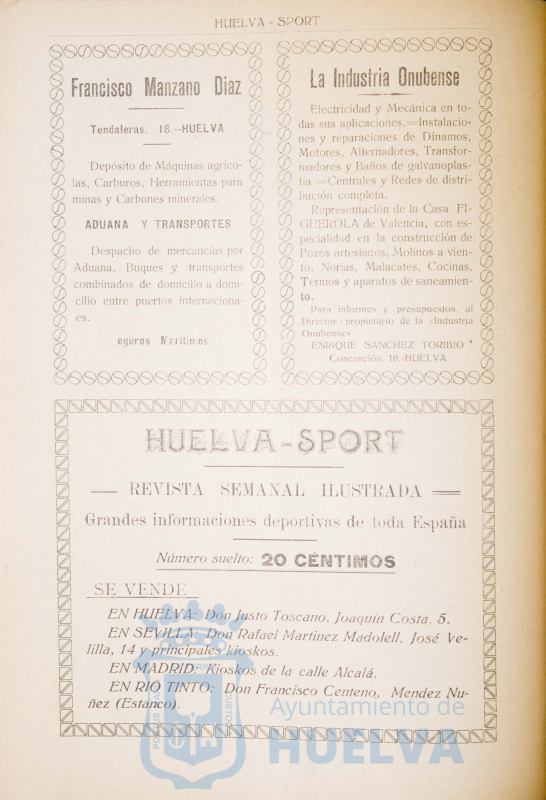 HUELVA - SPORT
Francisco Manzano Diaz
Tendaleras, 18.--HUELVA
Depósito de Máquinas agríco-
las, Carburos, Herramientas para
minas y Carbones minerales.
ADUANA Y TRANSPORTES
Despacho de mercancías por
Aduana, Buques y transportes
combinados de domicilio a domi-
cilio entre puertos internaciona-
es.
eguros Marítimos
La Industria Onubense
Electricidad y Mecánica en to-
das sus aplicaciones.=Instalacio-
nes y reparaciones de Dinamos,
Motores, Alternadores, Transfor-
madores y Baños de galvanoplas-
tia.=Centrales y Redes de distri-
bución completa.
Representación de la Casa FI-
GUEROLA de Valencia, con es-
pecialidad en la construcción de
Pozos artesianos, Molinos a vien-
to, Norias, Malacates, Cocinas,
Termos y aparatos de saneamien-
to.
Para informes y presupuestos, al
Director-propietario de la «Industria
Onubense»
ENRIQUE SANCHEZ TORIBIO
Concepción, 10.-HUELVA
HUELVA-SPORT
REVISTA SEMANAL ILUSTRADA
Grandes informaciones deportivas de toda España
Número suelto: 20 CÉNTIMOS
SE VENDE
EN HUELVA: Don Justo Toscano, Joaquín Costa, 5.
EN SEVILLA: Don Rafael Martínez Madolell, José Ve-
lilla, 14 y principales kioskos.
EN MADRID: Kioskos de la calle Alcalá.
EN RIO TINTO: Don Francisco Centeno, Mendez Nu-
ñez (Estanco).
Ayuntamiento de
HUELVA